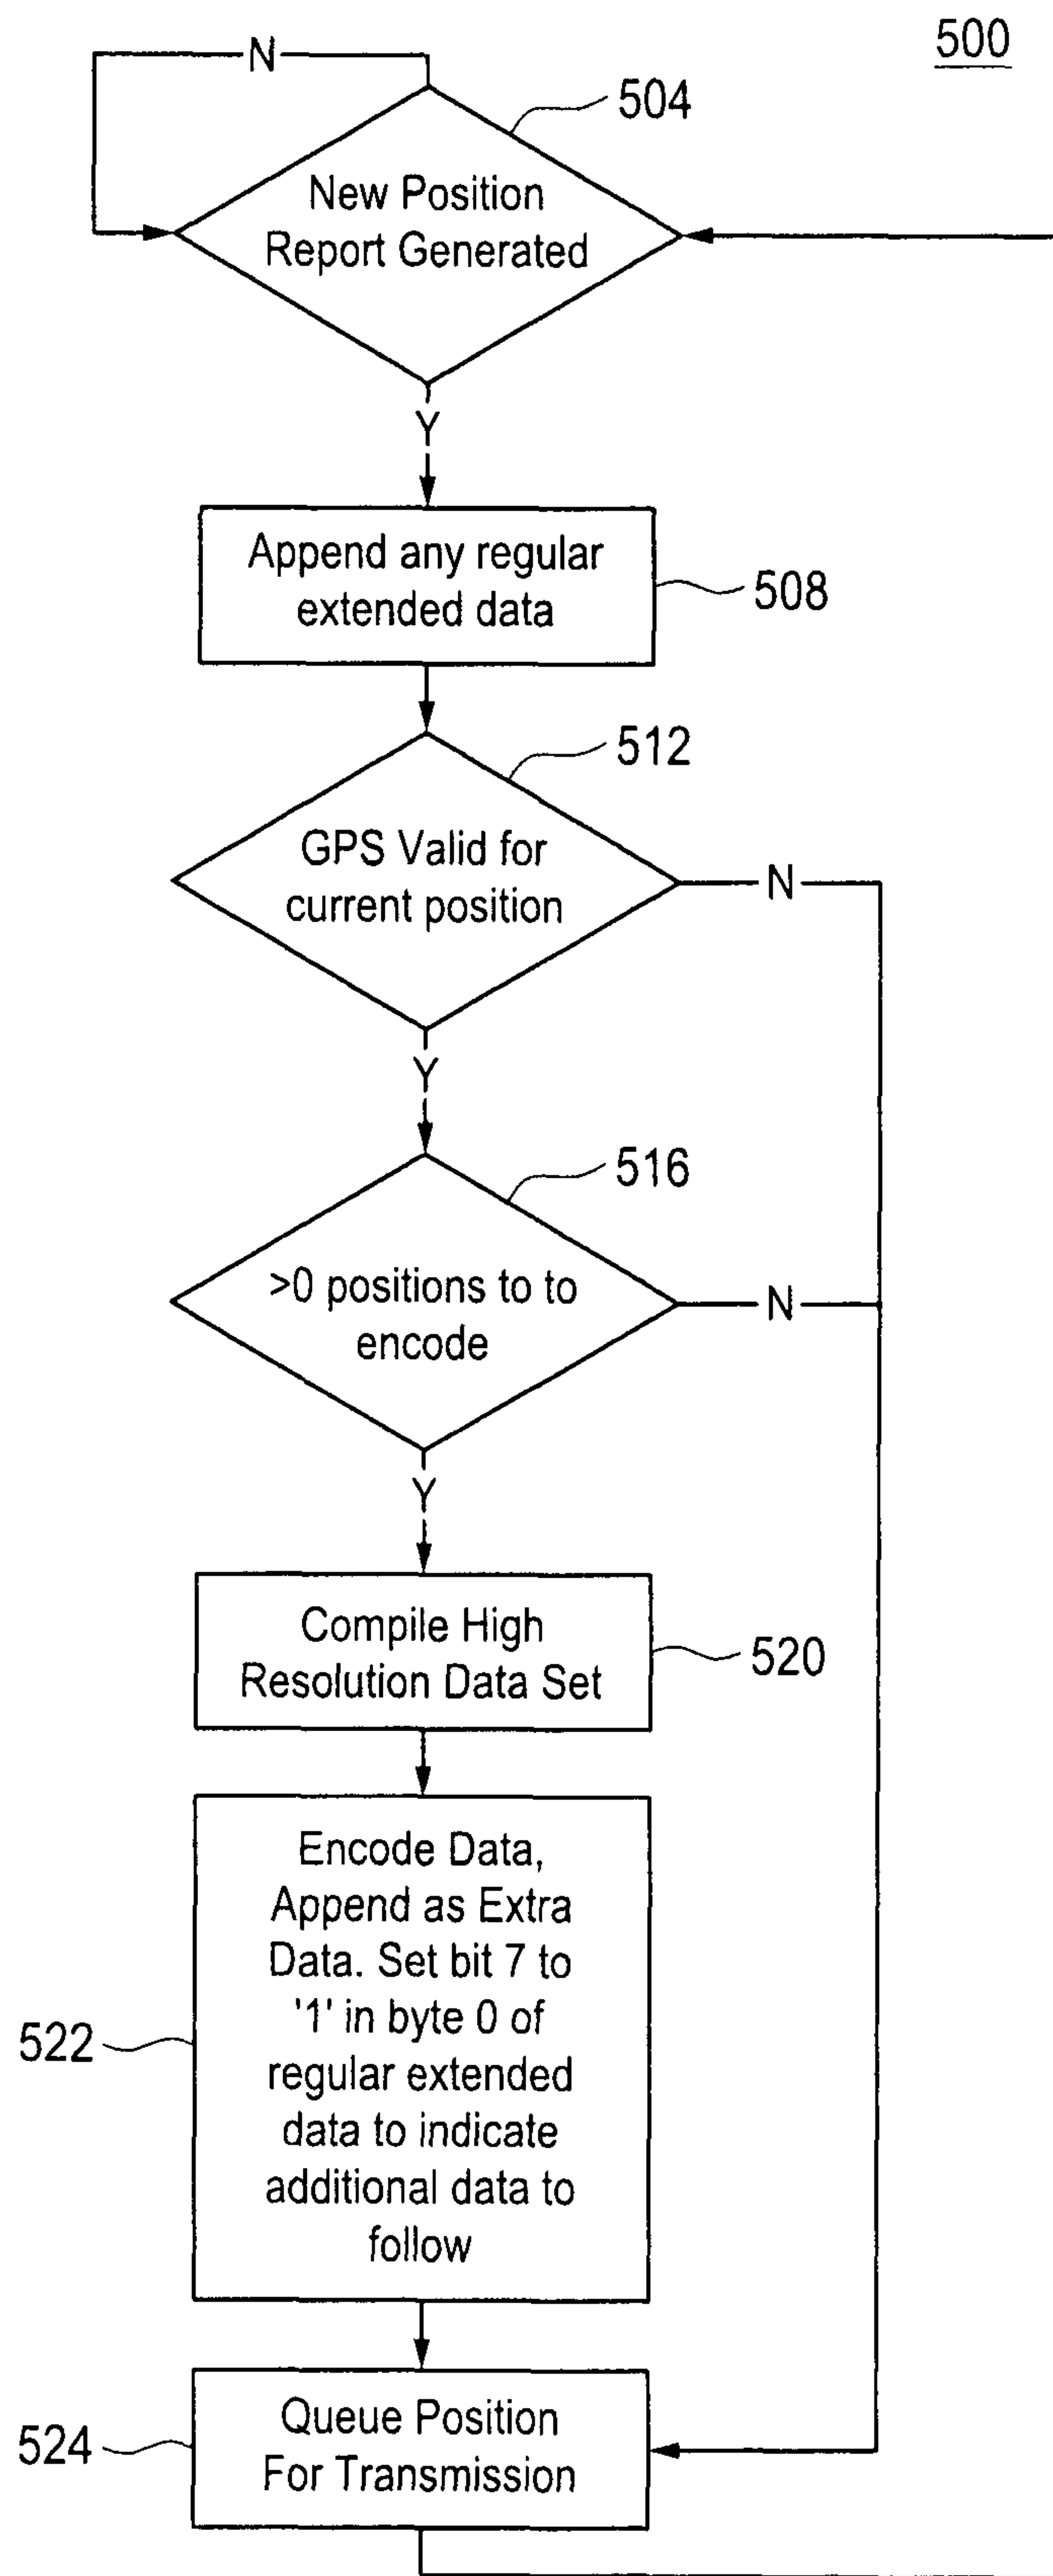 500
N
504
New Position
Report Generated
Y
Append any regular
extended data
508
512
GPS Valid for
current position
N
Y
516
>0 positions to to
encode
N
Y
Compile High
Resolution Data Set
520
Encode Data,
Append as Extra
Data. Set bit 7 to
'1' in byte 0 of
regular extended
data to indicate
additional data to
follow
522
Queue Position
For Transmission
524